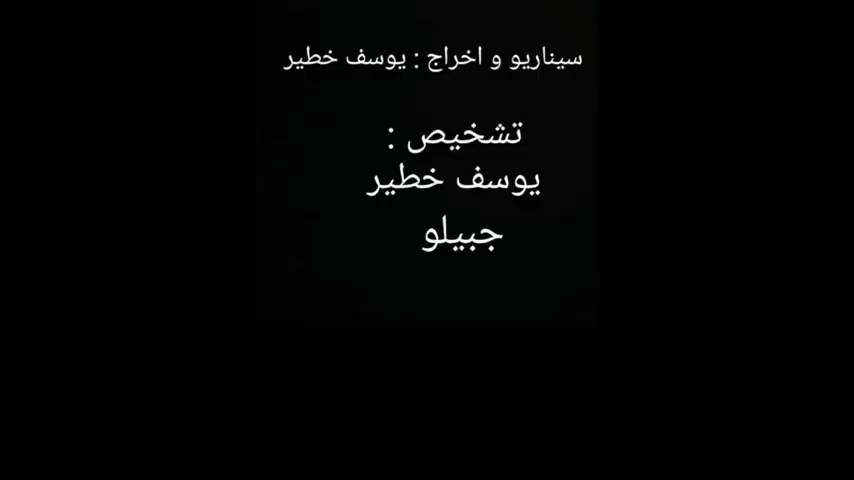 سيناريو و اخراج : يوسف خطير
تشخيص :
يوسف خطير
جبيلو